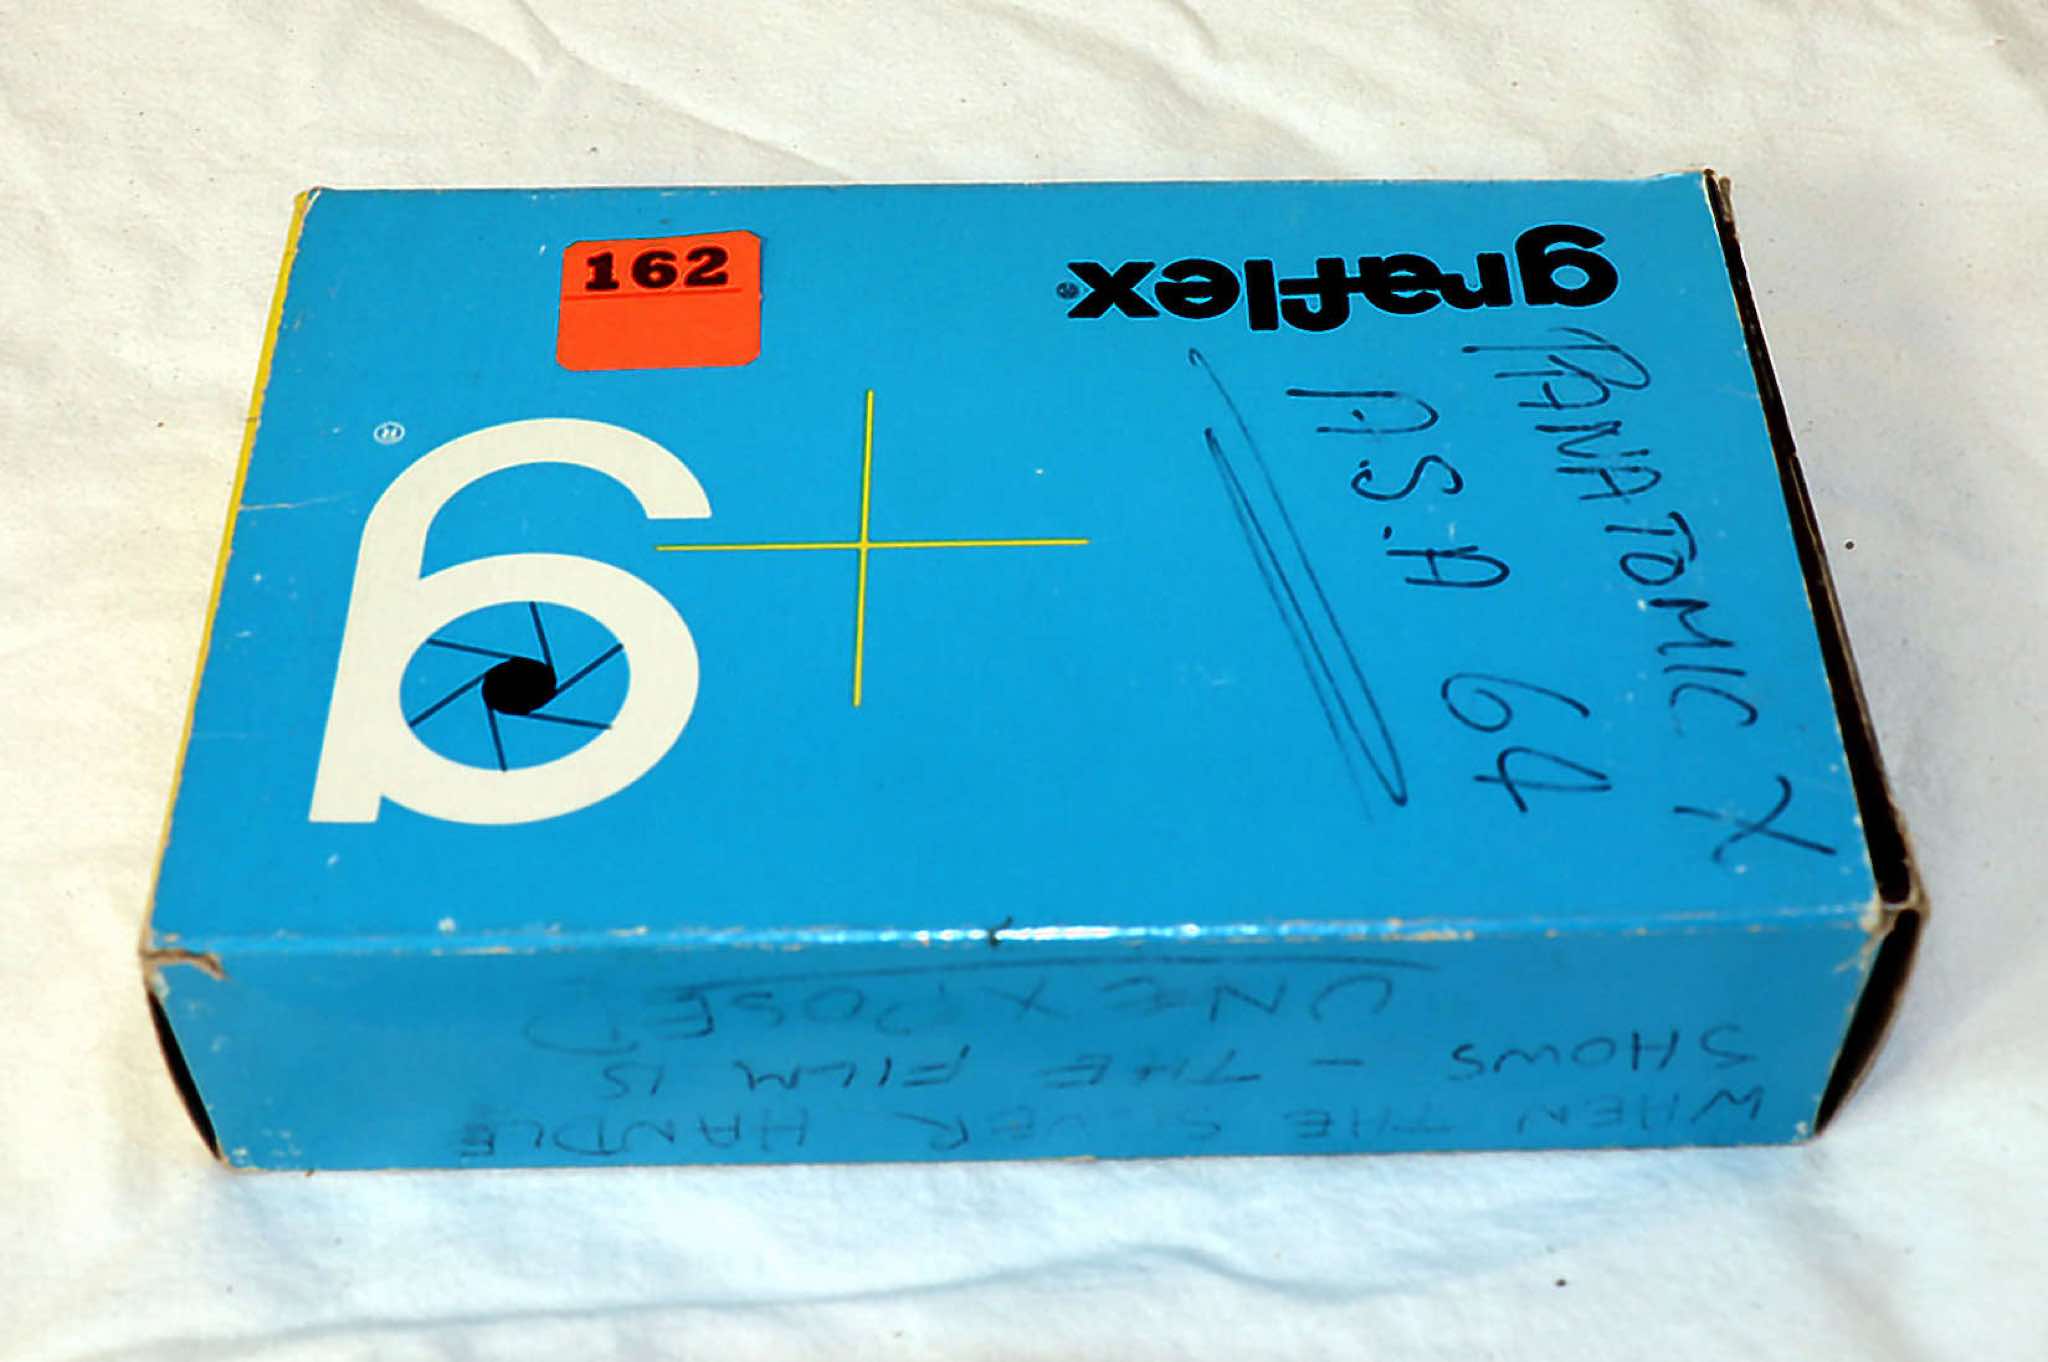 162
graflex®
®
PANATOMIC X
A.S.A 64
WHEN THE SILVER HANDLE
SHOWS - THE FILM IS
UNEXPOSED